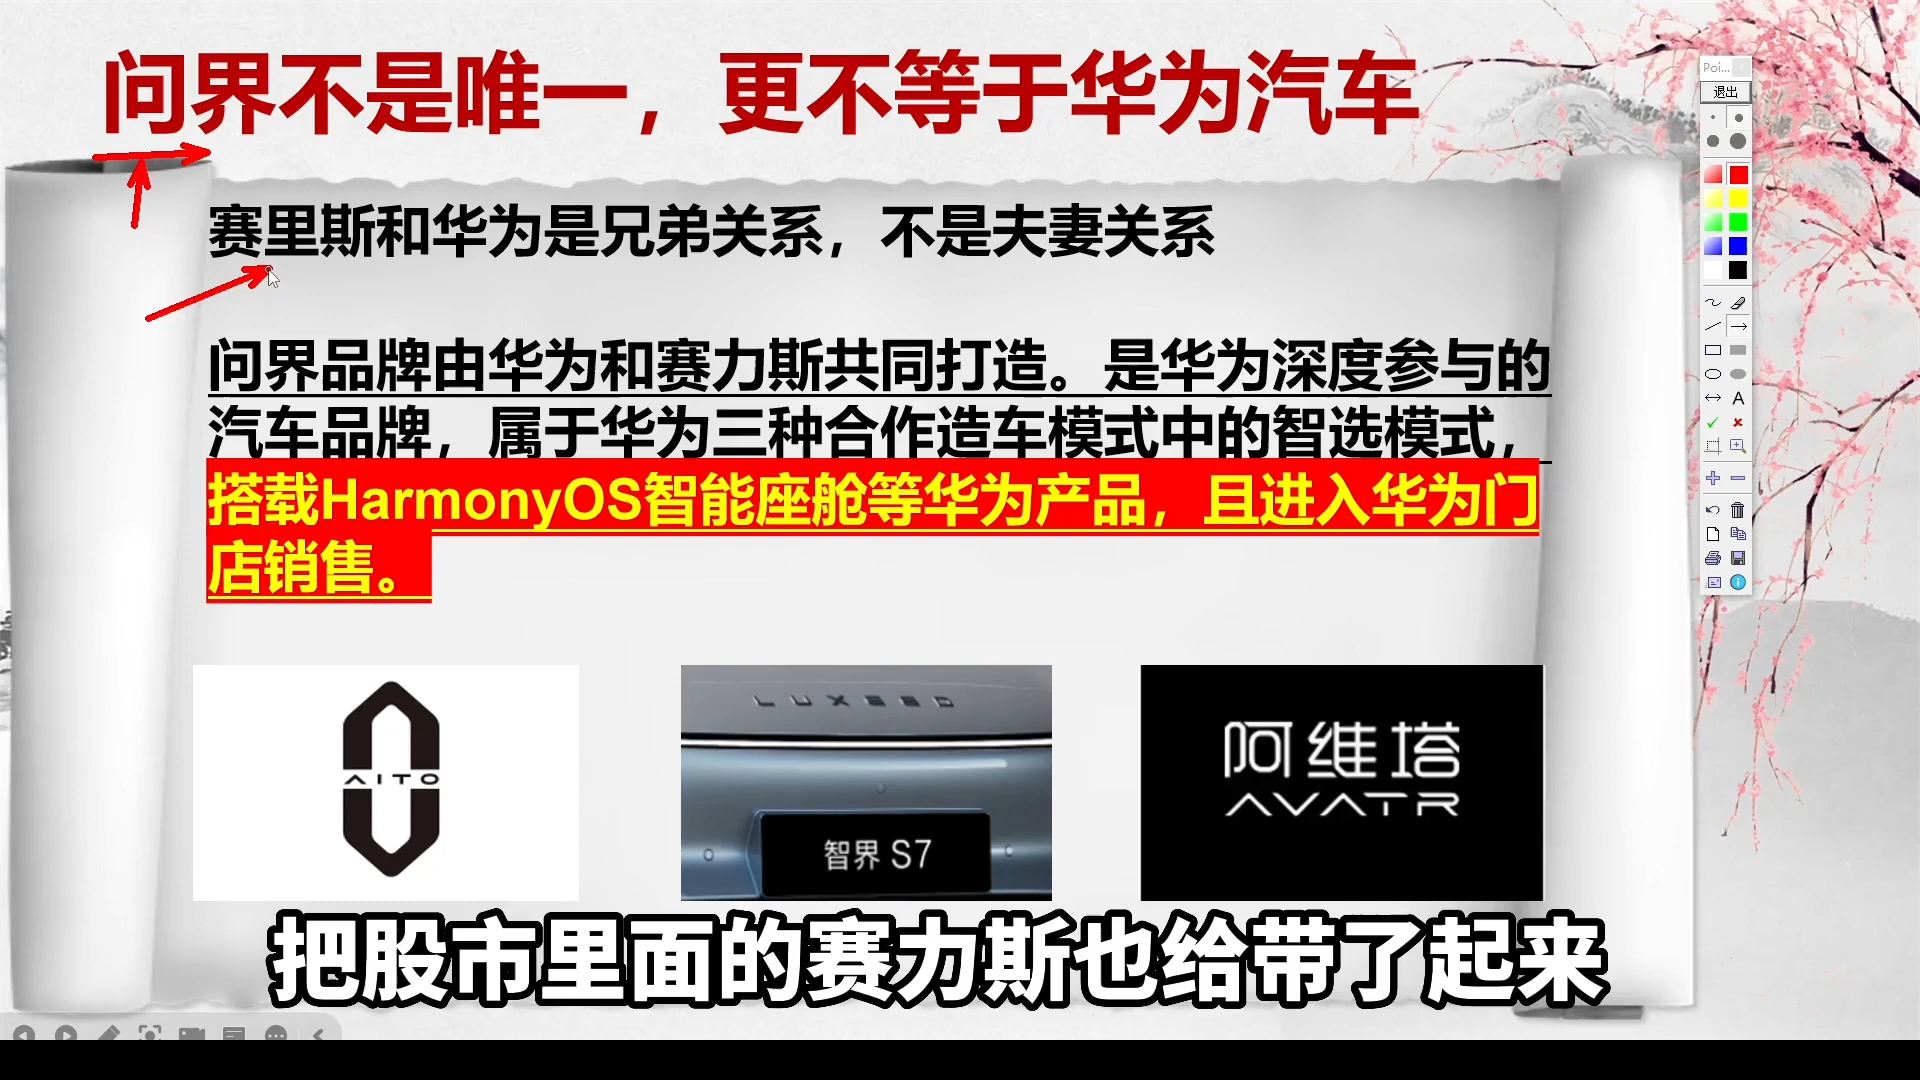 问界不是唯一，更不等于华为汽车
Poi...
退出
赛里斯和华为是兄弟关系，不是夫妻关系
问界品牌由华为和赛力斯共同打造。是华为深度参与的
汽车品牌，属于华为三种合作造车模式中的智选模式，
搭载HarmonyOS智能座舱等华为产品，且进入华为门
店销售。
A
AITO
LUXEED
智界 S7
阿维塔
AVATR
把股市里面的赛力斯也给带了起来